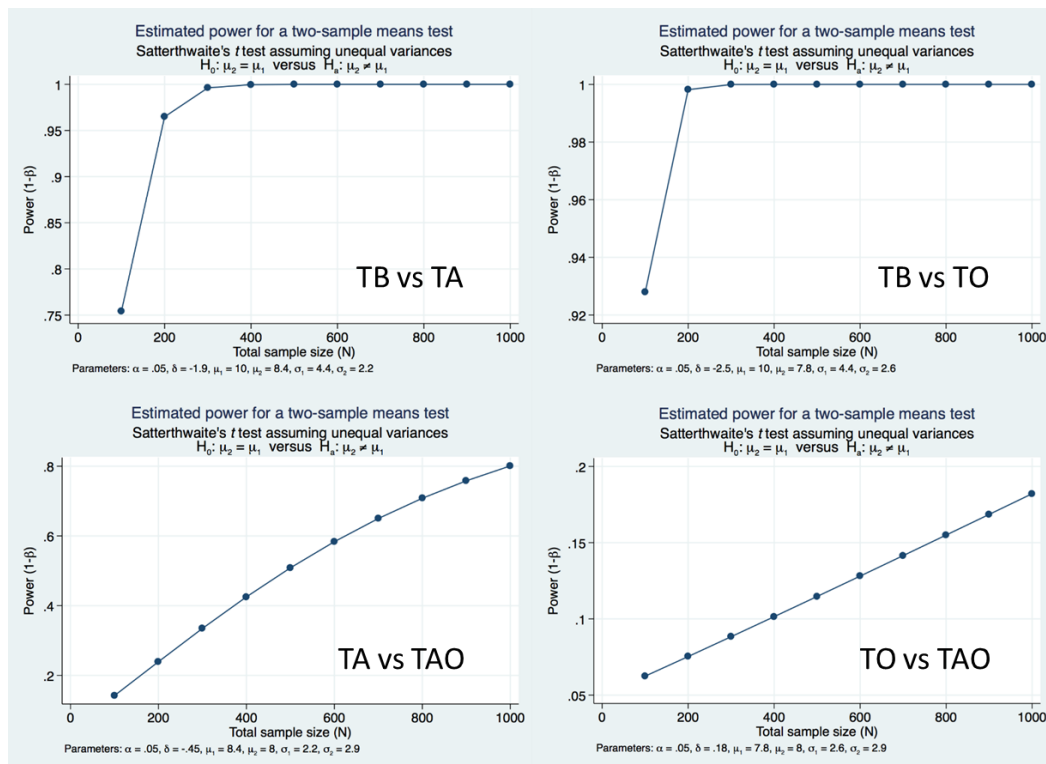 Estimated power for a two-sample means test
Satterthwaite's t test assuming unequal variances
H₀: μ₂ = μ₁ versus Hₐ: μ₂ ≠ μ₁
1
.95
.9
.85
.8
.75
Power (1-β)
TB vs TA
0 200 400 600 800 1000
Total sample size (N)
Parameters: α = .05, δ = -1.9, μ₁ = 10, μ₂ = 8.4, σ₁ = 4.4, σ₂ = 2.2
Estimated power for a two-sample means test
Satterthwaite's t test assuming unequal variances
H₀: μ₂ = μ₁ versus Hₐ: μ₂ ≠ μ₁
1
.98
.96
.94
.92
Power (1-β)
TB vs TO
0 200 400 600 800 1000
Total sample size (N)
Parameters: α = .05, δ = -2.5, μ₁ = 10, μ₂ = 7.8, σ₁ = 4.4, σ₂ = 2.6
Estimated power for a two-sample means test
Satterthwaite's t test assuming unequal variances
H₀: μ₂ = μ₁ versus Hₐ: μ₂ ≠ μ₁
.8
.6
.4
.2
Power (1-β)
TA vs TAO
0 200 400 600 800 1000
Total sample size (N)
Parameters: α = .05, δ = -.45, μ₁ = 8.4, μ₂ = 8, σ₁ = 2.2, σ₂ = 2.9
Estimated power for a two-sample means test
Satterthwaite's t test assuming unequal variances
H₀: μ₂ = μ₁ versus Hₐ: μ₂ ≠ μ₁
.2
.15
.1
.05
Power (1-β)
TO vs TAO
0 200 400 600 800 1000
Total sample size (N)
Parameters: α = .05, δ = .18, μ₁ = 7.8, μ₂ = 8, σ₁ = 2.6, σ₂ = 2.9